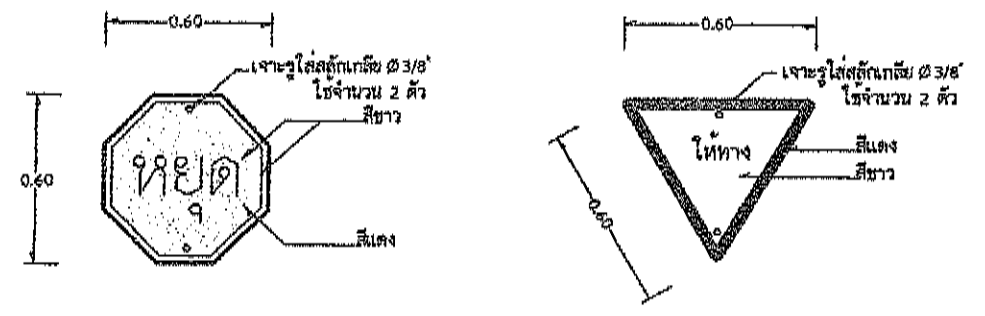 0.60
เจาะรูใส่สลักเกลียว Ø 3/8"
ใช้จำนวน 2 ตัว
สีขาว
0.60
หยุด
สีแดง
0.60
เจาะรูใส่สลักเกลียว Ø 3/8"
ใช้จำนวน 2 ตัว
ให้ทาง
สีแดง
สีขาว
0.60